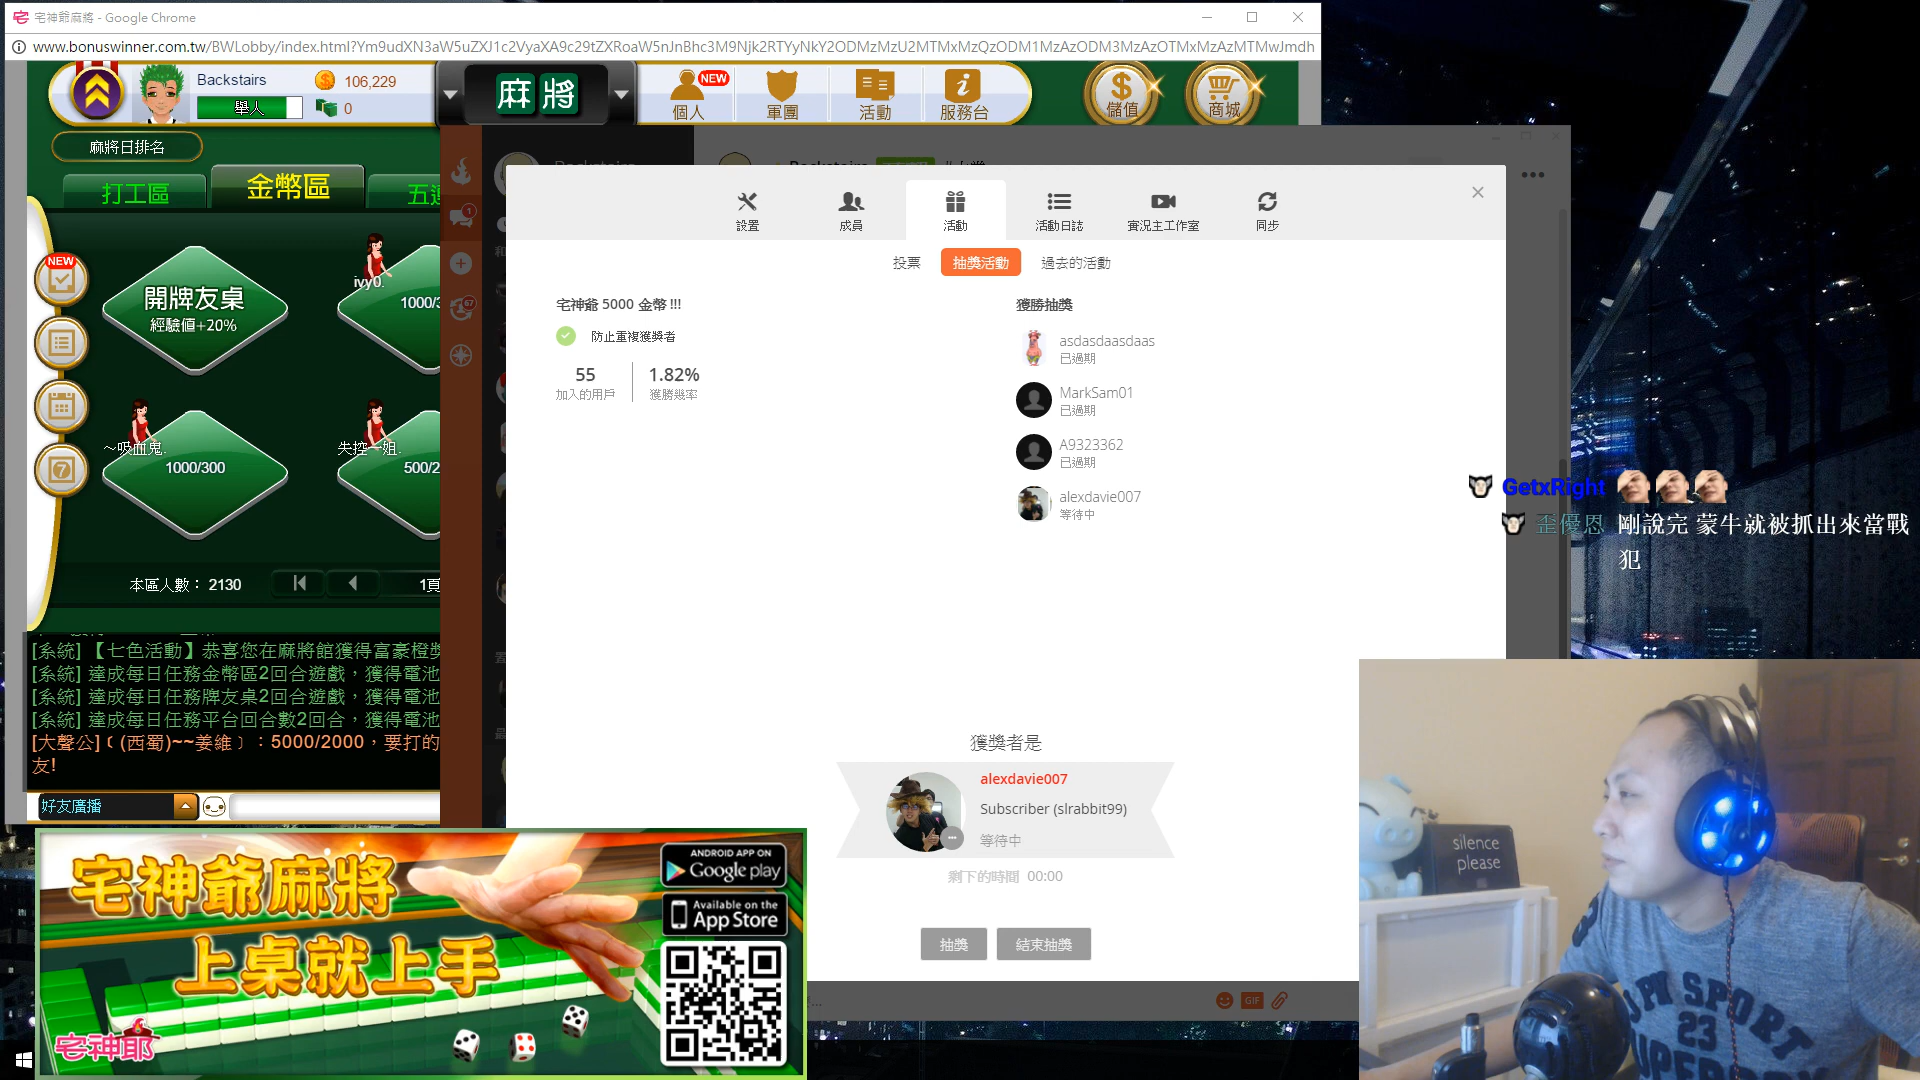 宅神爺麻將 - Google Chrome
www.bonuswinner.com.tw/BWLobby/index.html?Ym9udXN3aW5uZXJ1c2VyaXA9c29tZXRoaW5nJnBhc3M9Njk2RTYyNkY2ODMzMzU2MTMxMzQzODM1MzAzODM3MzAzOTMxMzAzMTMwJmdh
Backstairs
106,229
舉人
0
麻將
NEW
個人
軍團
活動
服務台
儲值
商城
麻將日排名
打工區
金幣區
NEW
開牌友桌
經驗值+20%
ivy0.
～吸血鬼.
1000/300
失控一姐.
本區人數： 2130
1頁
[系統] 【七色活動】恭喜您在麻將館獲得富豪橙獎
[系統] 達成每日任務金幣區2回合遊戲，獲得電池
[系統] 達成每日任務牌友桌2回合遊戲，獲得電池
[系統] 達成每日任務平台回合數2回合，獲得電池
[大聲公]﹝(西蜀)~~姜維﹞：5000/2000，要打的
友!
好友廣播
設置
成員
活動
活動日誌
實況主工作室
同步
投票
抽獎活動
過去的活動
宅神爺 5000 金幣 !!!
防止重複獲獎者
55
加入的用戶
1.82%
獲勝幾率
獲勝抽獎
asdasdaasdaas
已過期
MarkSam01
已過期
A9323362
已過期
alexdavie007
等待中
獲獎者是
alexdavie007
Subscriber (slrabbit99)
等待中
剩下的時間 00:00
抽獎
結束抽獎
GIF
GetxRight
歪優恩 剛說完 蒙牛就被抓出來當戰
犯
宅神爺麻將
上桌就上手
宅神爺
ANDROID APP ON
Google play
Available on the
App Store
silence
please
SPORT
23